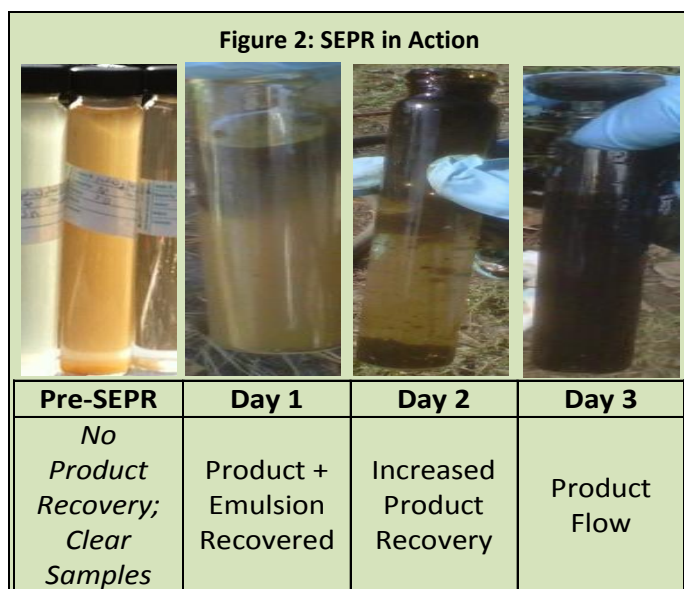 Figure 2: SEPR in Action
Pre-SEPR
Day 1
Day 2
Day 3
No
Product
Recovery;
Clear
Samples
Product +
Emulsion
Recovered
Increased
Product
Recovery
Product
Flow